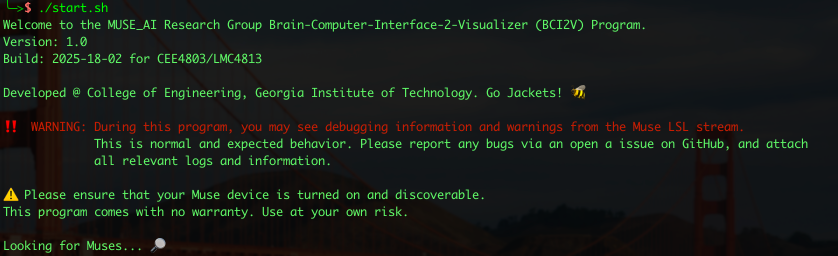 └─>$ ./start.sh
Welcome to the MUSE_AI Research Group Brain-Computer-Interface-2-Visualizer (BCI2V) Program.
Version: 1.0
Build: 2025-18-02 for CEE4803/LMC4813
Developed @ College of Engineering, Georgia Institute of Technology. Go Jackets! 🐝
‼️ WARNING: During this program, you may see debugging information and warnings from the Muse LSL stream.
This is normal and expected behavior. Please report any bugs via an open a issue on GitHub, and attach
all relevant logs and information.
⚠️ Please ensure that your Muse device is turned on and discoverable.
This program comes with no warranty. Use at your own risk.
Looking for Muses... 🔎